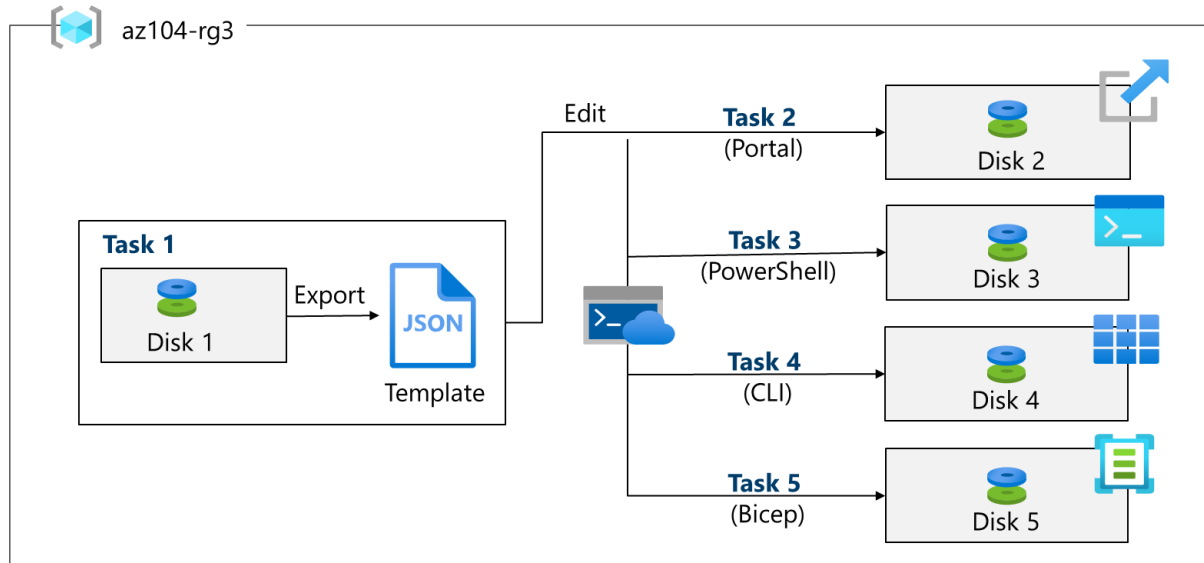 az104-rg3
Task 1
Disk 1
Export
JSON
Template
Edit
Task 2
(Portal)
Disk 2
Task 3
(PowerShell)
Disk 3
Task 4
(CLI)
Disk 4
Task 5
(Bicep)
Disk 5